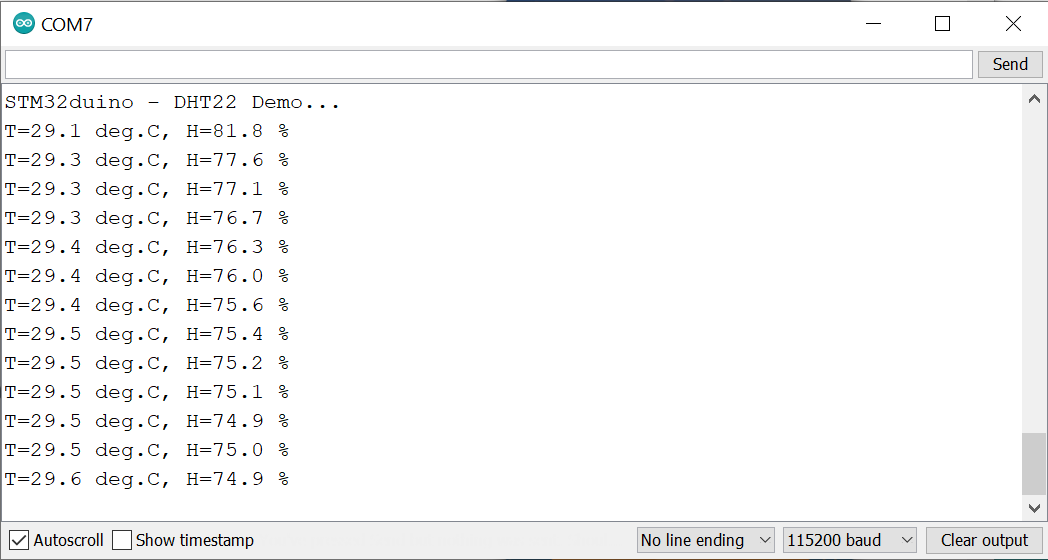 COM7
Send
STM32duino - DHT22 Demo...
T=29.1 deg.C, H=81.8 %
T=29.3 deg.C, H=77.6 %
T=29.3 deg.C, H=77.1 %
T=29.3 deg.C, H=76.7 %
T=29.4 deg.C, H=76.3 %
T=29.4 deg.C, H=76.0 %
T=29.4 deg.C, H=75.6 %
T=29.5 deg.C, H=75.4 %
T=29.5 deg.C, H=75.2 %
T=29.5 deg.C, H=75.1 %
T=29.5 deg.C, H=74.9 %
T=29.5 deg.C, H=75.0 %
T=29.6 deg.C, H=74.9 %
Autoscroll Show timestamp No line ending 115200 baud Clear output